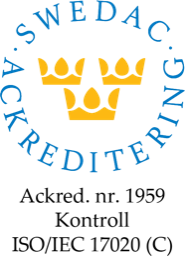 · SWEDAC ·
ACKREDITERING
Ackred. nr. 1959
Kontroll
ISO/IEC 17020 (C)